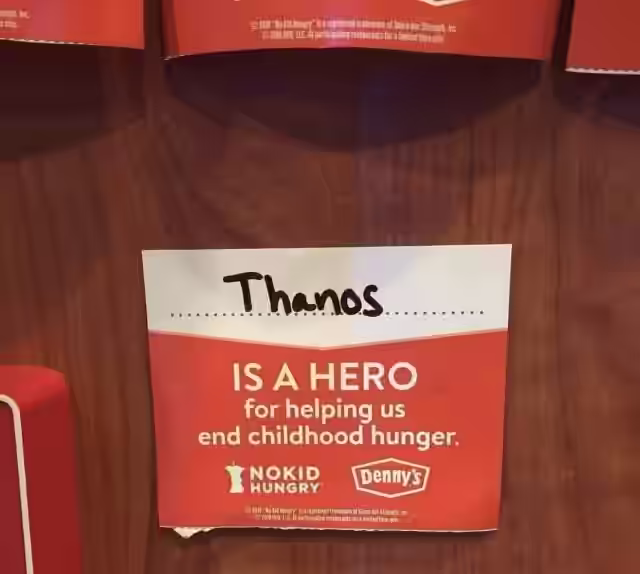 Thanos
IS A HERO
for helping us
end childhood hunger.
NOKID
HUNGRY
Denny's